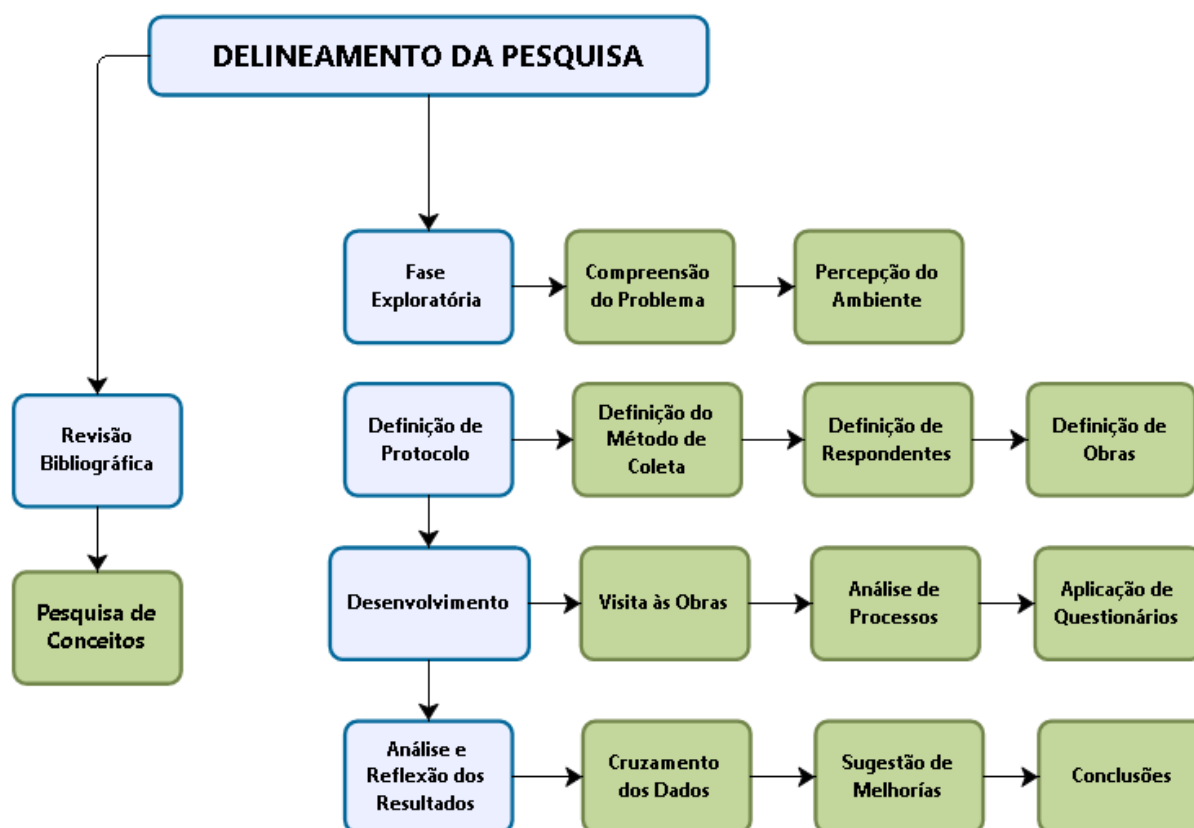 DELINEAMENTO DA PESQUISA
Fase
Exploratória
Compreensão
do Problema
Percepção do
Ambiente
Revisão
Bibliográfica
Definição de
Protocolo
Definição do
Método de
Coleta
Definição de
Respondentes
Definição de
Obras
Pesquisa de
Conceitos
Desenvolvimento
Visita às Obras
Análise de
Processos
Aplicação de
Questionários
Análise e
Reflexão dos
Resultados
Cruzamento
dos Dados
Sugestão de
Melhorías
Conclusões